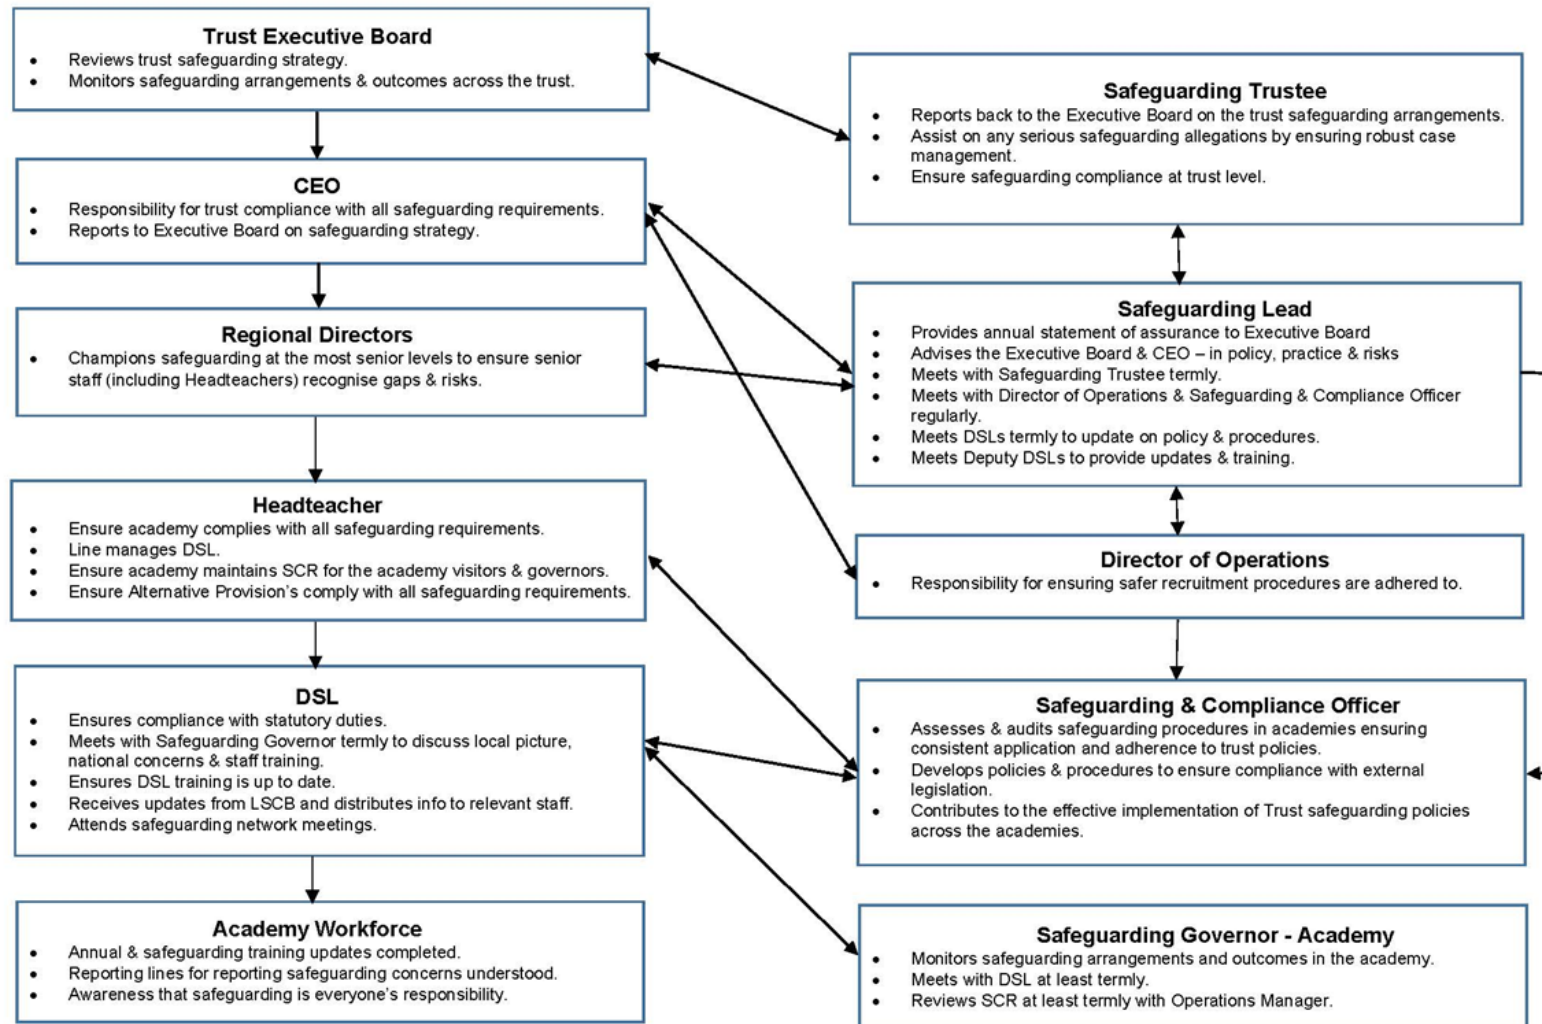 Trust Executive Board
• Reviews trust safeguarding strategy.
• Monitors safeguarding arrangements & outcomes across the trust.
CEO
• Responsibility for trust compliance with all safeguarding requirements.
• Reports to Executive Board on safeguarding strategy.
Regional Directors
• Champions safeguarding at the most senior levels to ensure senior
staff (including Headteachers) recognise gaps & risks.
Headteacher
• Ensure academy complies with all safeguarding requirements.
• Line manages DSL.
• Ensure academy maintains SCR for the academy visitors & governors.
• Ensure Alternative Provision's comply with all safeguarding requirements.
DSL
• Ensures compliance with statutory duties.
• Meets with Safeguarding Governor termly to discuss local picture,
national concerns & staff training.
• Ensures DSL training is up to date.
• Receives updates from LSCB and distributes info to relevant staff.
• Attends safeguarding network meetings.
Academy Workforce
• Annual & safeguarding training updates completed.
• Reporting lines for reporting safeguarding concerns understood.
• Awareness that safeguarding is everyone's responsibility.
Safeguarding Trustee
• Reports back to the Executive Board on the trust safeguarding arrangements.
• Assist on any serious safeguarding allegations by ensuring robust case
management.
• Ensure safeguarding compliance at trust level.
Safeguarding Lead
• Provides annual statement of assurance to Executive Board
• Advises the Executive Board & CEO – in policy, practice & risks
• Meets with Safeguarding Trustee termly.
• Meets with Director of Operations & Safeguarding & Compliance Officer
regularly.
• Meets DSLs termly to update on policy & procedures.
• Meets Deputy DSLs to provide updates & training.
Director of Operations
• Responsibility for ensuring safer recruitment procedures are adhered to.
Safeguarding & Compliance Officer
• Assesses & audits safeguarding procedures in academies ensuring
consistent application and adherence to trust policies.
• Develops policies & procedures to ensure compliance with external
legislation.
• Contributes to the effective implementation of Trust safeguarding policies
across the academies.
Safeguarding Governor - Academy
• Monitors safeguarding arrangements and outcomes in the academy.
• Meets with DSL at least termly.
• Reviews SCR at least termly with Operations Manager.